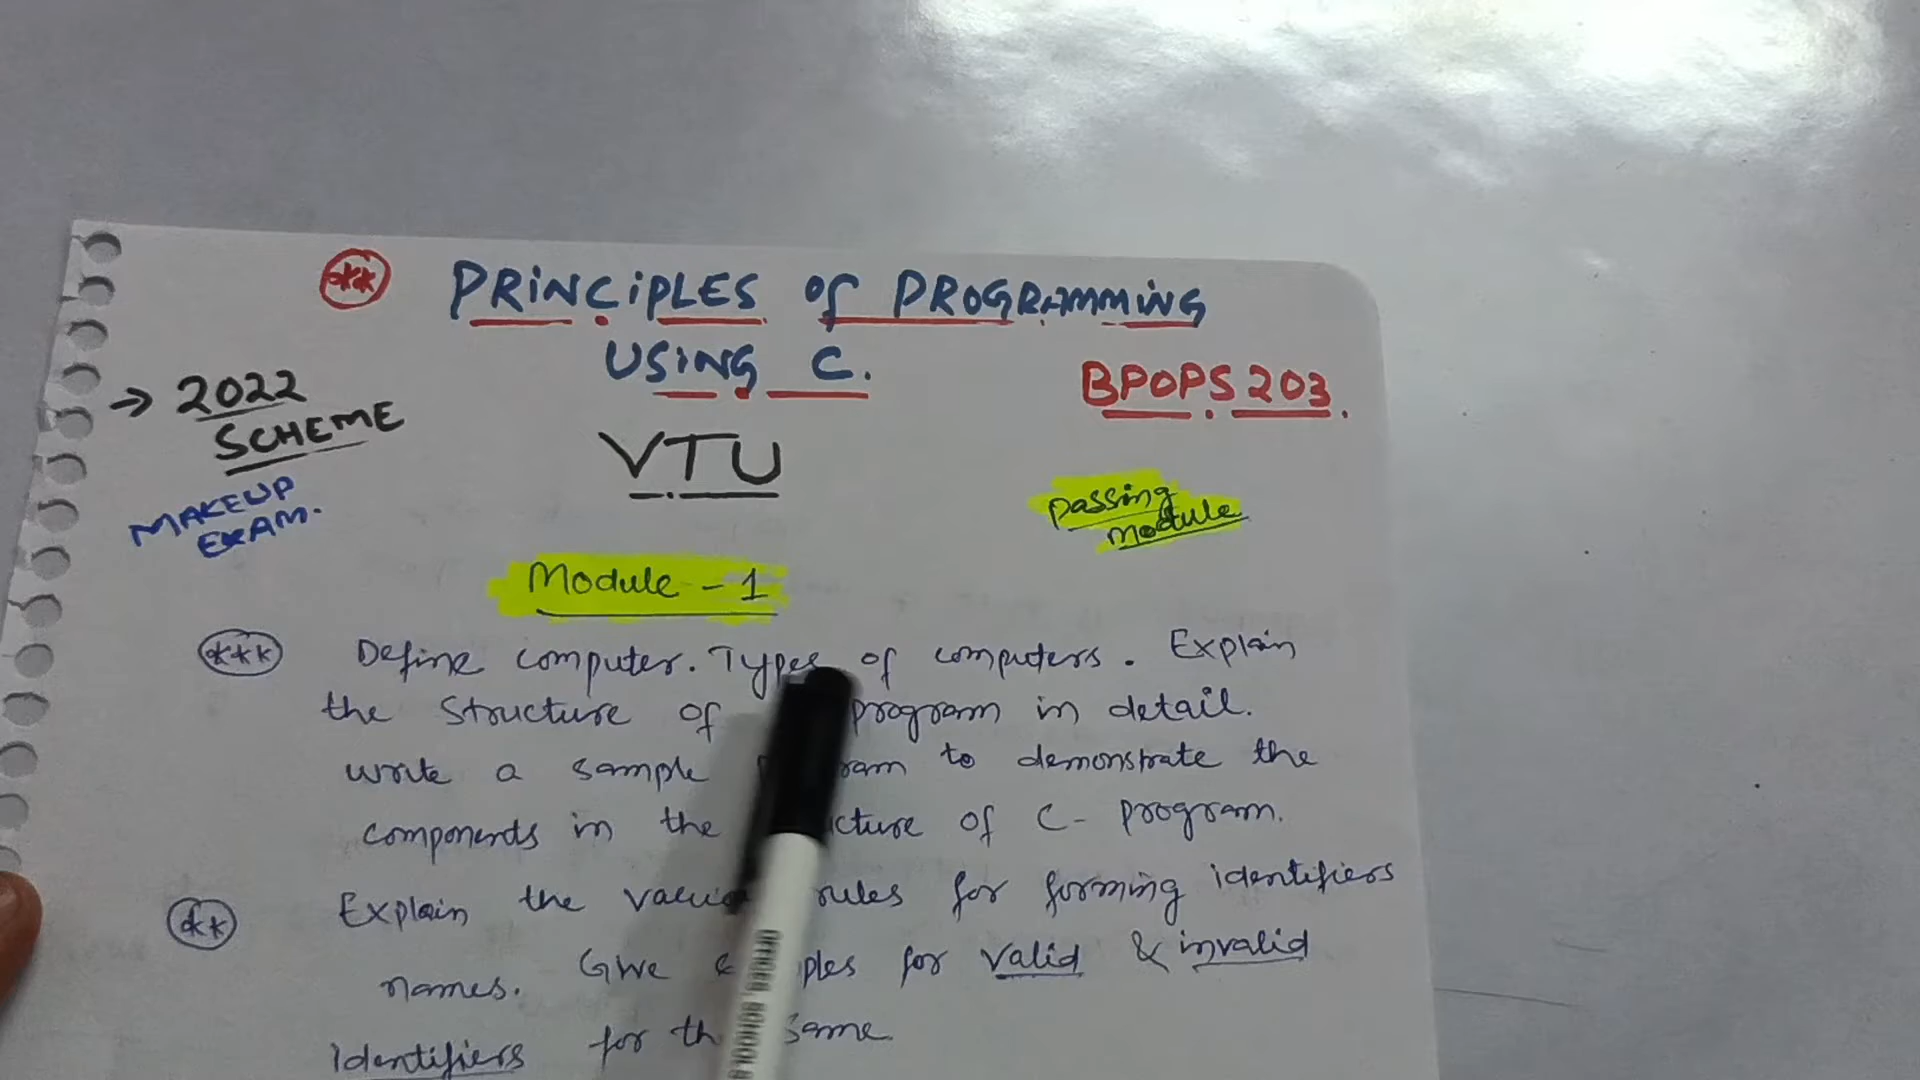 ** PRINCIPLES of PROGRAMMING
USING C.
BPOPS203.
→ 2022
SCHEME
MAKEUP
EXAM.
VTU
passing
module
Module - 1
*** Define computer. Types of computers. Explain
the structure of program in detail.
write a sample to demonstrate the
components in the of C- program.
** Explain the rules for forming identifiers
names. Give for valid & invalid
Identifiers for same